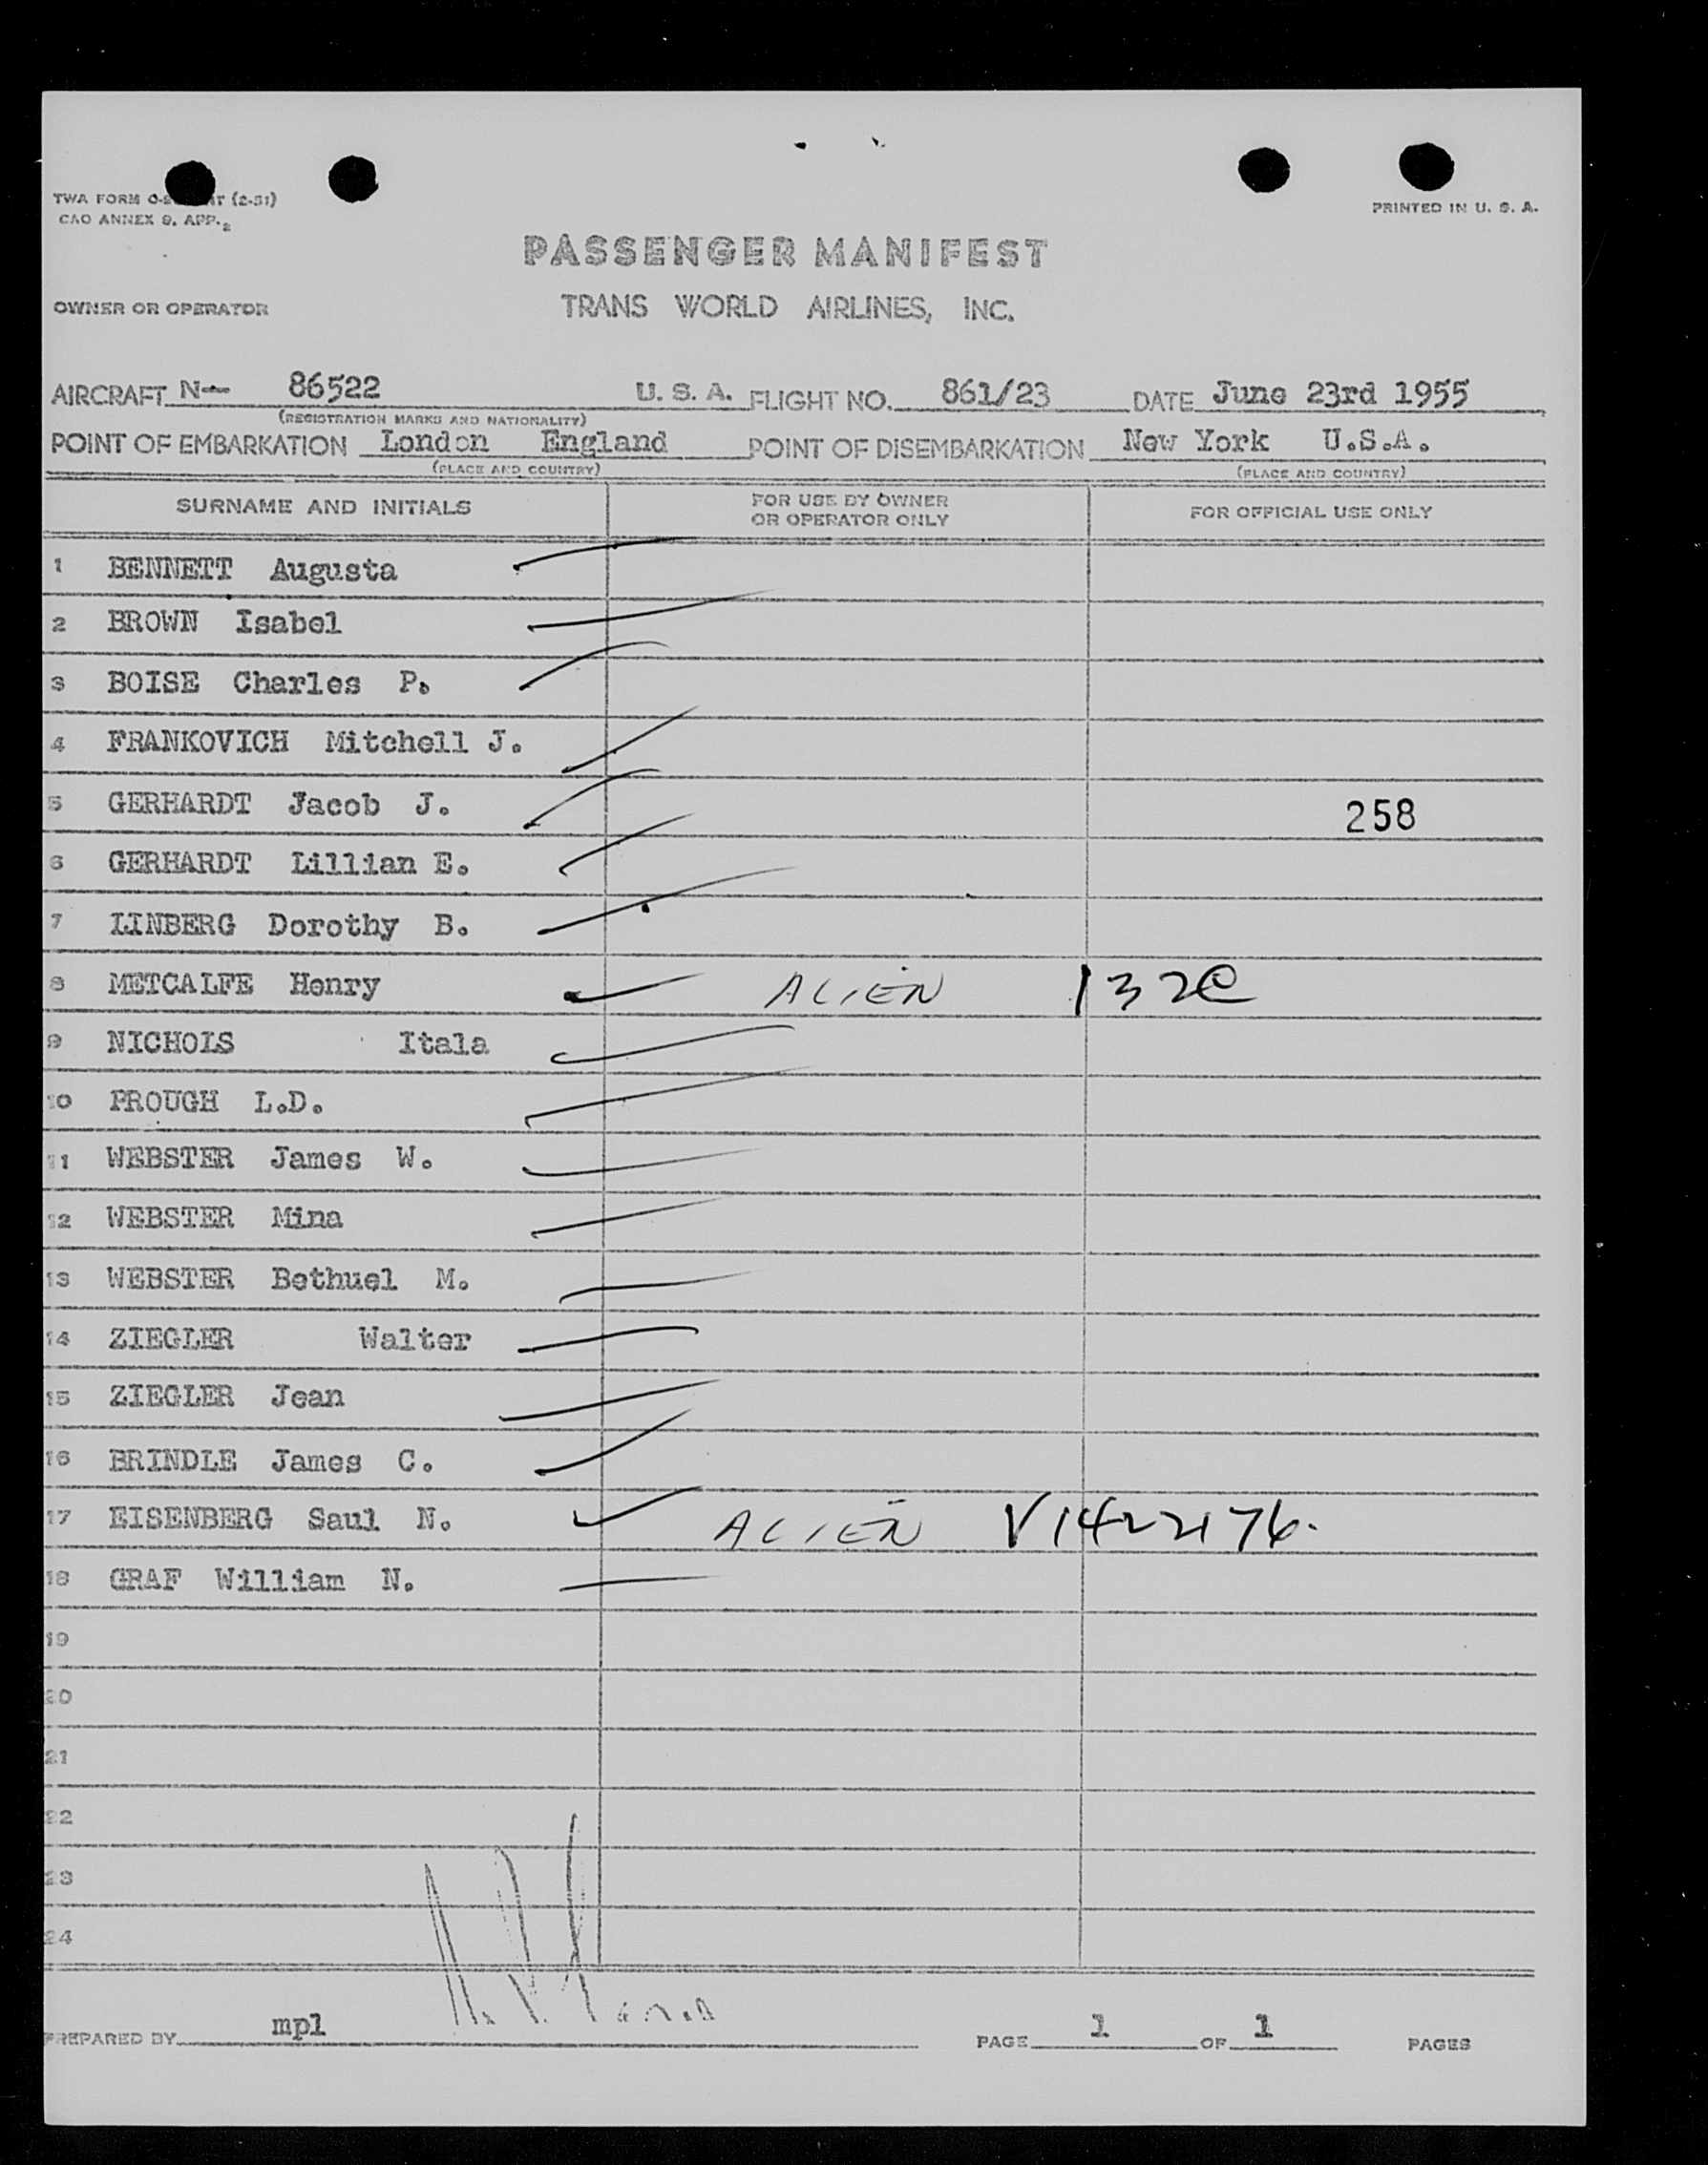 TWA FORM (2-51)
CAO ANNEX 9, APP. 2
PRINTED IN U. S. A.
PASSENGER MANIFEST
OWNER OR OPERATOR TRANS WORLD AIRLINES, INC.
AIRCRAFT N- 86522 U. S. A. FLIGHT NO. 861/23 DATE June 23rd 1955
(REGISTRATION MARKS AND NATIONALITY)
POINT OF EMBARKATION London England POINT OF DISEMBARKATION New York U.S.A.
(PLACE AND COUNTRY) (PLACE AND COUNTRY)
SURNAME AND INITIALS FOR USE BY OWNER OR OPERATOR ONLY FOR OFFICIAL USE ONLY
1 BENNETT Augusta
2 BROWN Isabel
3 BOISE Charles P.
4 FRANKOVICH Mitchell J.
5 GERHARDT Jacob J. 258
6 GERHARDT Lillian E.
7 LINBERG Dorothy B.
8 METCALFE Henry ALIEN 132C
9 NICHOLS Itala
10 PROUGH L.D.
11 WEBSTER James W.
12 WEBSTER Mina
13 WEBSTER Bethuel M.
14 ZIEGLER Walter
15 ZIEGLER Jean
16 BRINDLE James C.
17 EISENBERG Saul N. ALIEN
18 GRAF William N.
19
20
21
22
23
24
PREPARED BY mpl PAGE 1 OF 1 PAGES